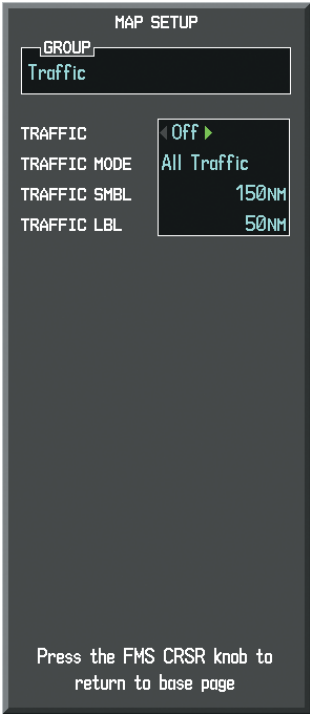 MAP SETUP
GROUP
Traffic
TRAFFIC Off
TRAFFIC MODE All Traffic
TRAFFIC SMBL 150NM
TRAFFIC LBL 50NM
Press the FMS CRSR knob to
return to base page